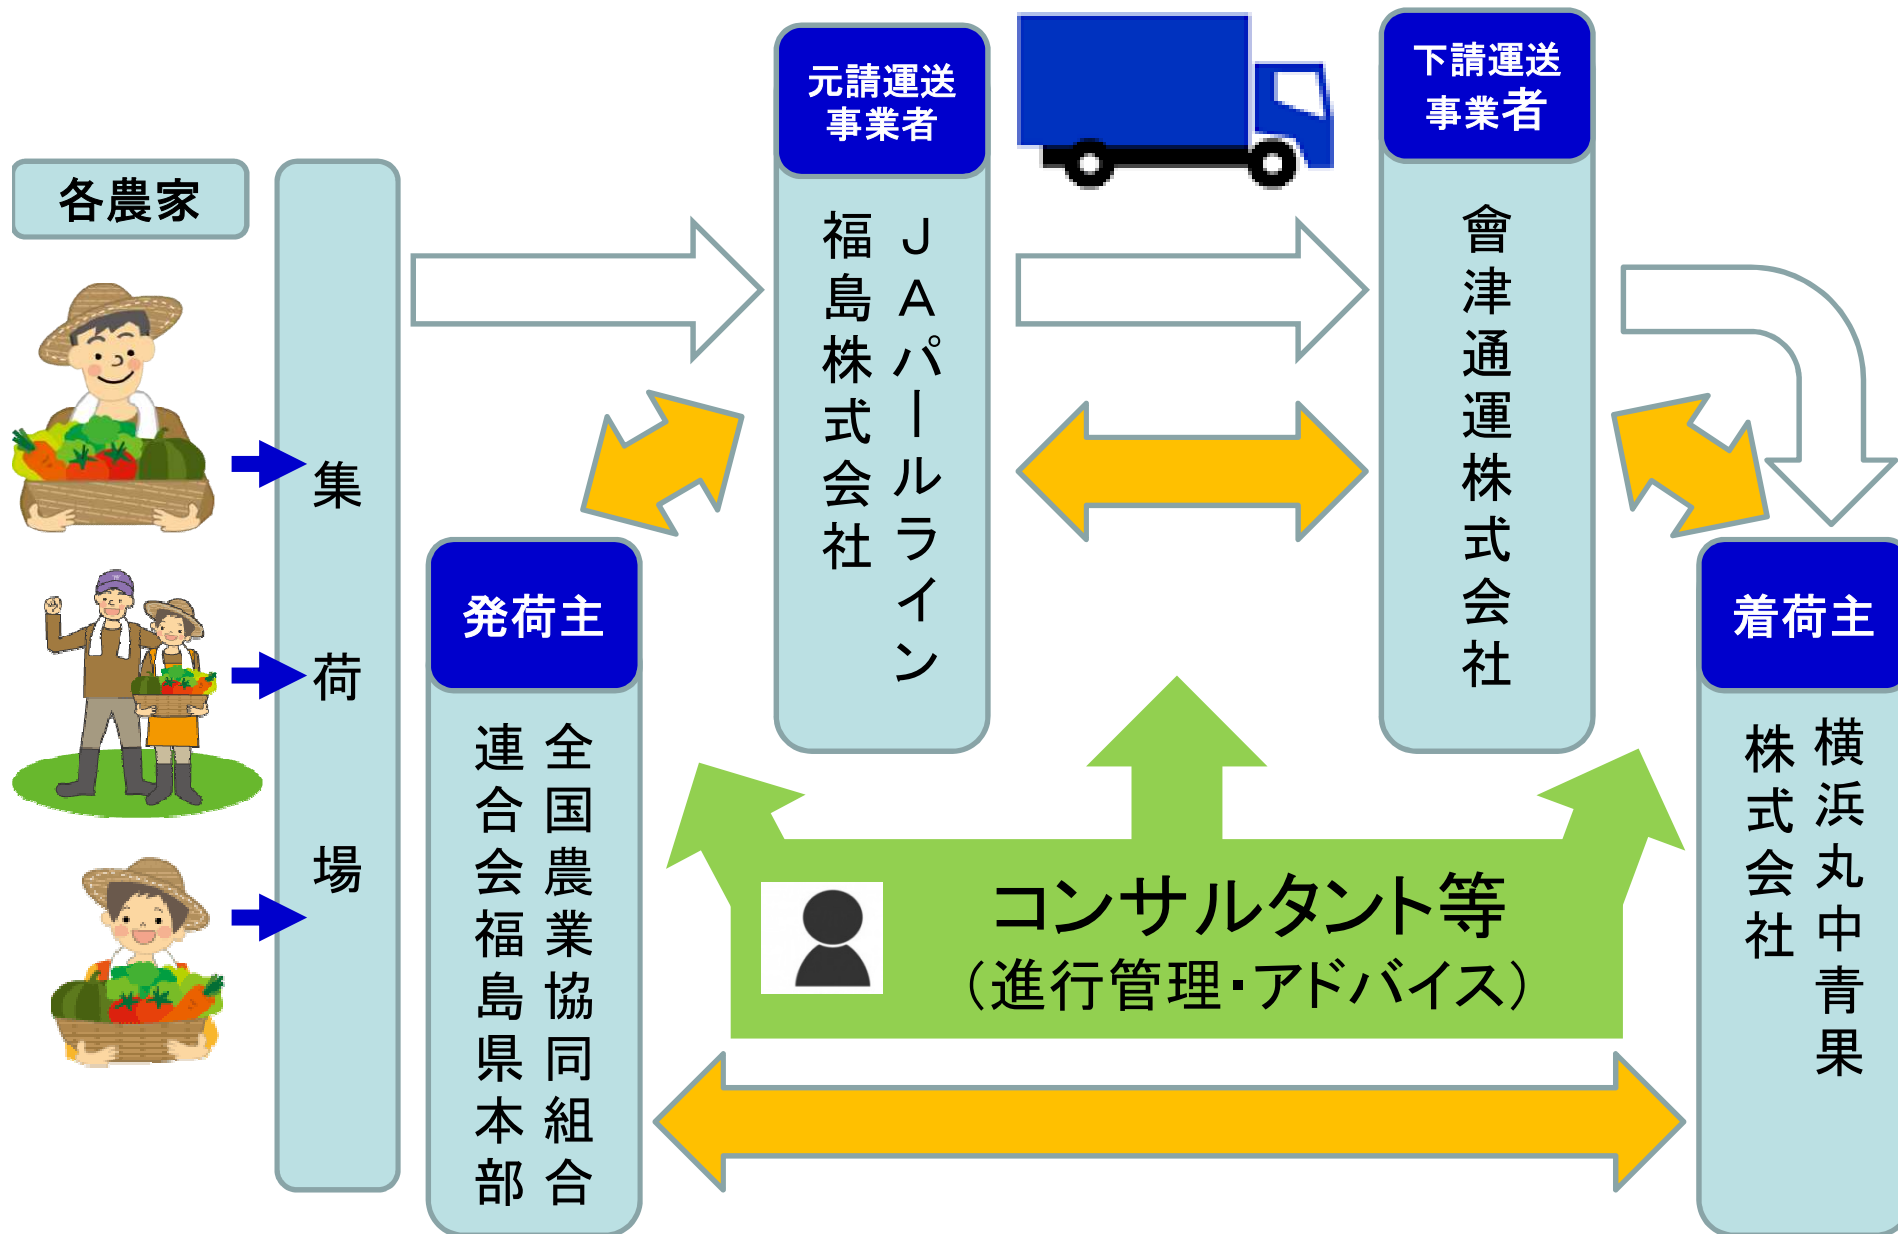 各農家
集荷場
発荷主
全国農業協同組合
連合会福島県本部
元請運送
事業者
JAパールライン
福島株式会社
下請運送
事業者
會津通運株式会社
着荷主
横浜丸中青果
株式会社
コンサルタント等
（進行管理・アドバイス）